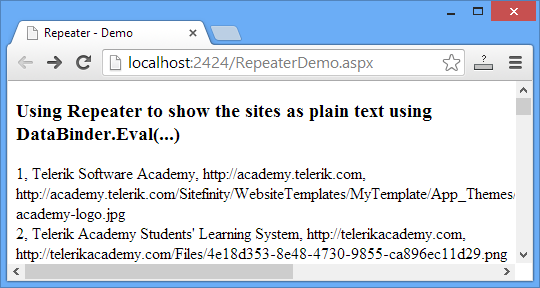 Repeater - Demo
localhost:2424/RepeaterDemo.aspx
Using Repeater to show the sites as plain text using
DataBinder.Eval(...)
1, Telerik Software Academy, http://academy.telerik.com,
http://academy.telerik.com/Sitefinity/WebsiteTemplates/MyTemplate/App_Themes/
academy-logo.jpg
2, Telerik Academy Students' Learning System, http://telerikacademy.com,
http://telerikacademy.com/Files/4e18d353-8e48-4730-9855-ca896ec11d29.png